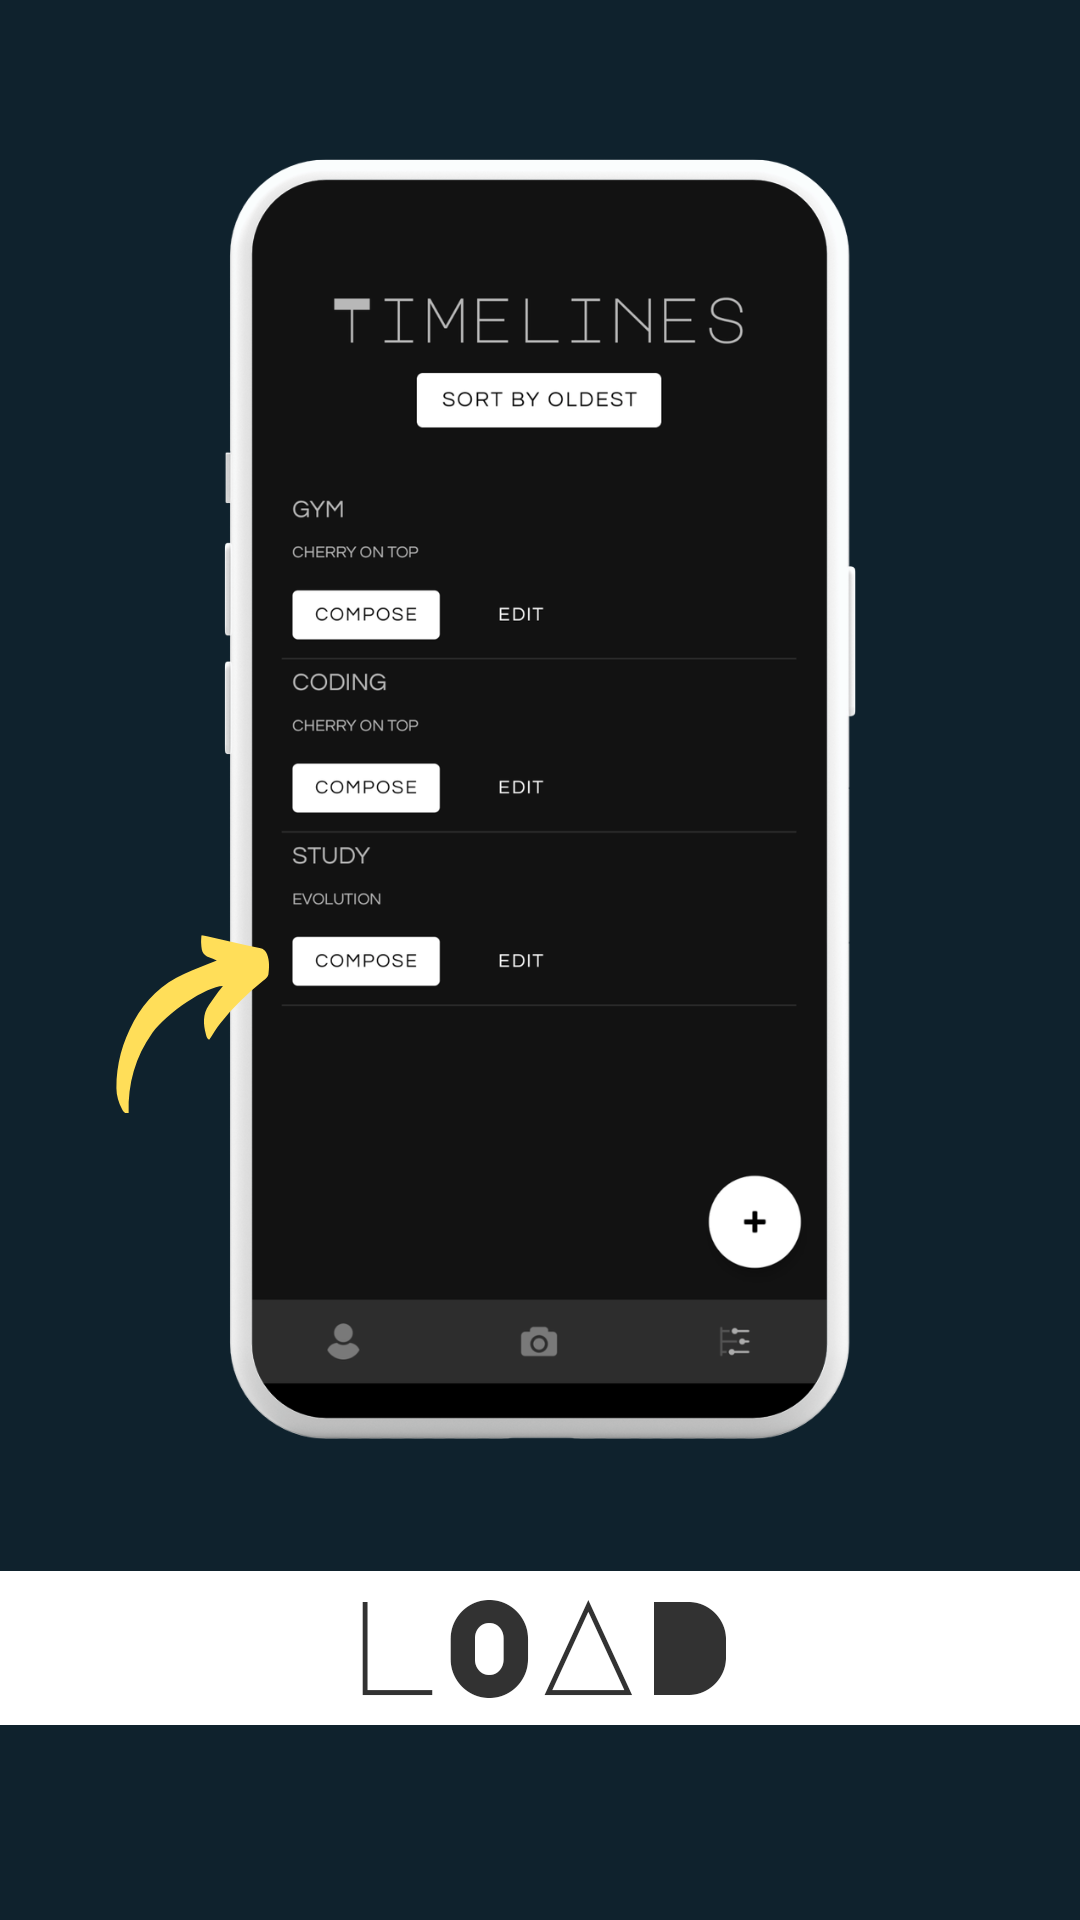 TIMELINES
SORT BY OLDEST
GYM
CHERRY ON TOP
COMPOSE EDIT
CODING
CHERRY ON TOP
COMPOSE EDIT
STUDY
EVOLUTION
COMPOSE EDIT
+
LOAD